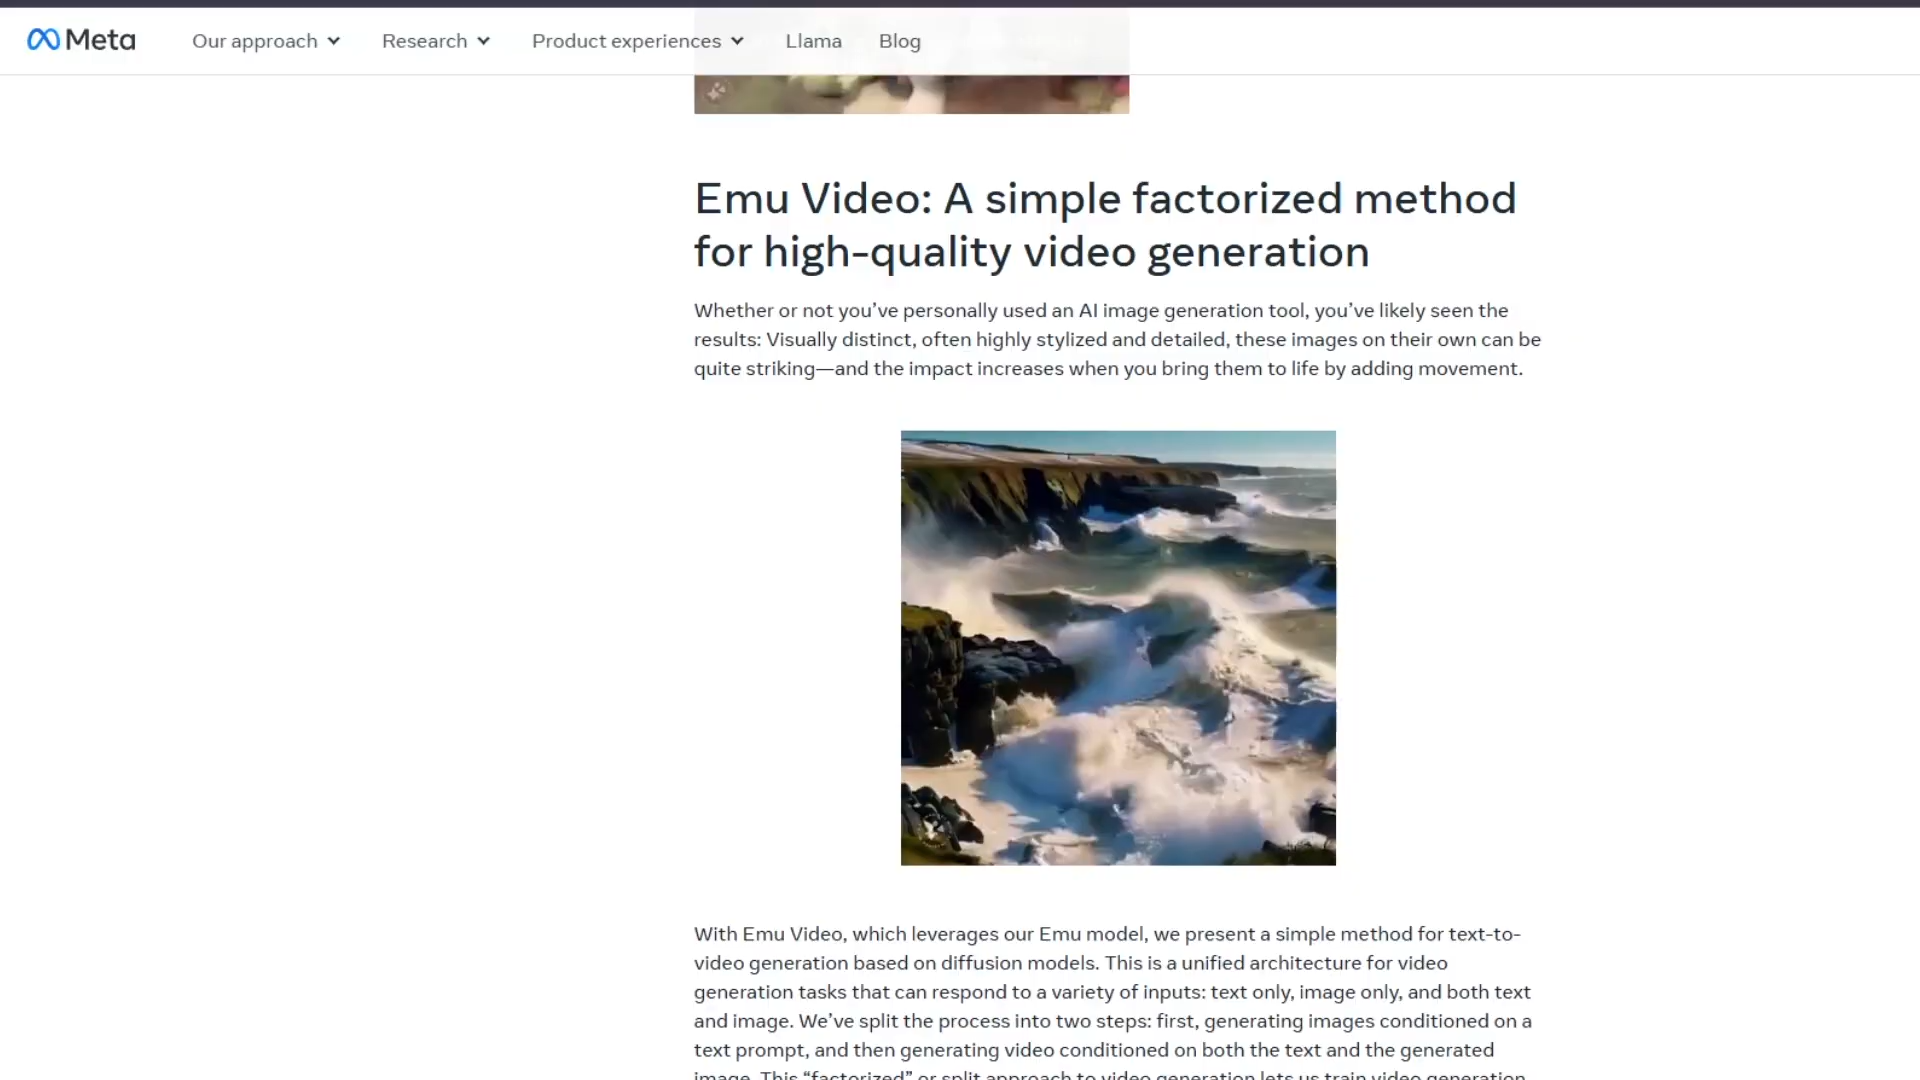 Meta
Our approach
Research
Product experiences
Llama
Blog
Emu Video: A simple factorized method
for high-quality video generation
Whether or not you’ve personally used an AI image generation tool, you’ve likely seen the
results: Visually distinct, often highly stylized and detailed, these images on their own can be
quite striking—and the impact increases when you bring them to life by adding movement.
With Emu Video, which leverages our Emu model, we present a simple method for text-to-
video generation based on diffusion models. This is a unified architecture for video
generation tasks that can respond to a variety of inputs: text only, image only, and both text
and image. We’ve split the process into two steps: first, generating images conditioned on a
text prompt, and then generating video conditioned on both the text and the generated
image. This “factorized” or split approach to video generation lets us train video generation